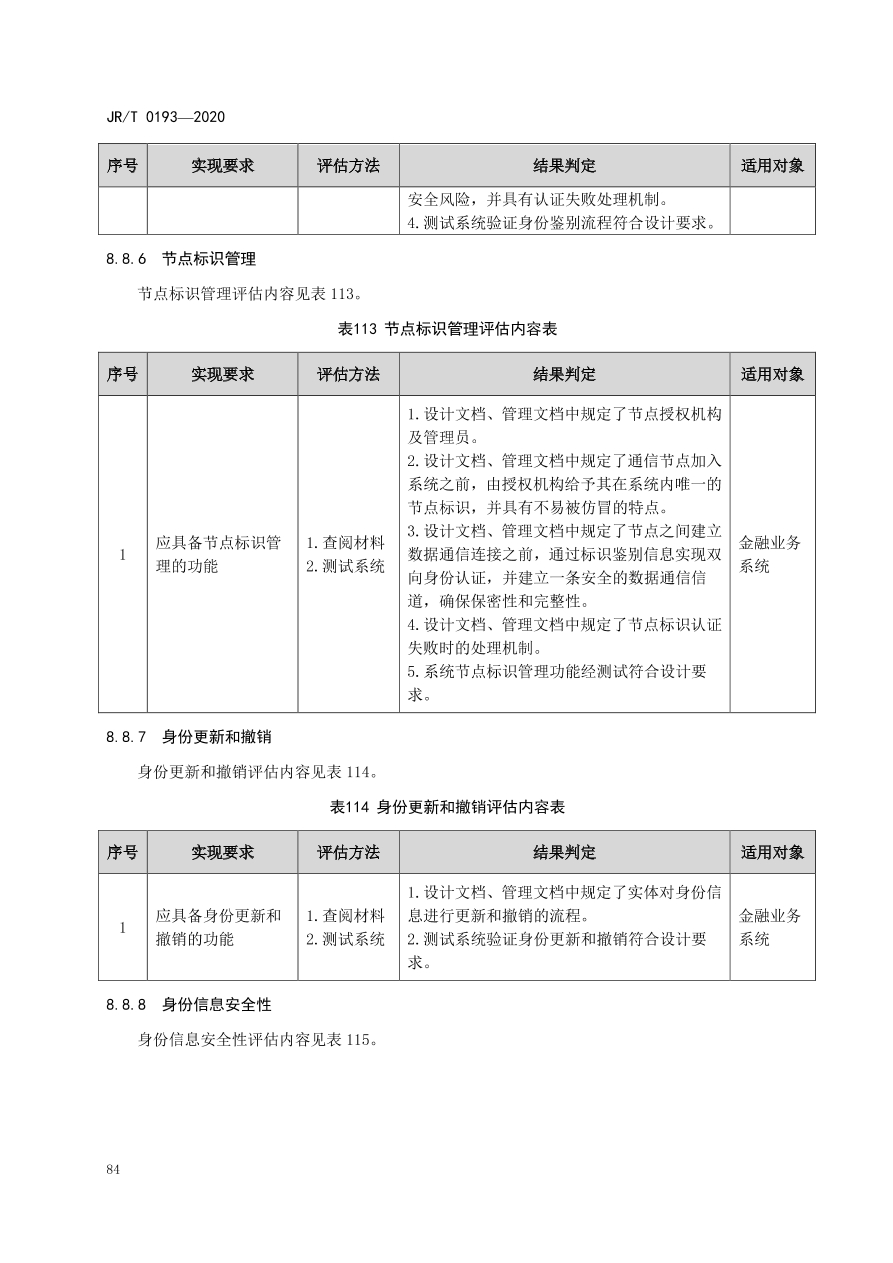 JR/T 0193—2020
序号 实现要求 评估方法 结果判定 适用对象
安全风险，并具有认证失败处理机制。
4.测试系统验证身份鉴别流程符合设计要求。
8.8.6 节点标识管理
节点标识管理评估内容见表 113。
表113 节点标识管理评估内容表
序号 实现要求 评估方法 结果判定 适用对象
1
应具备节点标识管
理的功能
1.查阅材料
2.测试系统
1.设计文档、管理文档中规定了节点授权机构
及管理员。
2.设计文档、管理文档中规定了通信节点加入
系统之前，由授权机构给予其在系统内唯一的
节点标识，并具有不易被仿冒的特点。
3.设计文档、管理文档中规定了节点之间建立
数据通信连接之前，通过标识鉴别信息实现双
向身份认证，并建立一条安全的数据通信信
道，确保保密性和完整性。
4.设计文档、管理文档中规定了节点标识认证
失败时的处理机制。
5.系统节点标识管理功能经测试符合设计要
求。
金融业务
系统
8.8.7 身份更新和撤销
身份更新和撤销评估内容见表 114。
表114 身份更新和撤销评估内容表
序号 实现要求 评估方法 结果判定 适用对象
1
应具备身份更新和
撤销的功能
1.查阅材料
2.测试系统
1.设计文档、管理文档中规定了实体对身份信
息进行更新和撤销的流程。
2.测试系统验证身份更新和撤销符合设计要
求。
金融业务
系统
8.8.8 身份信息安全性
身份信息安全性评估内容见表 115。
84